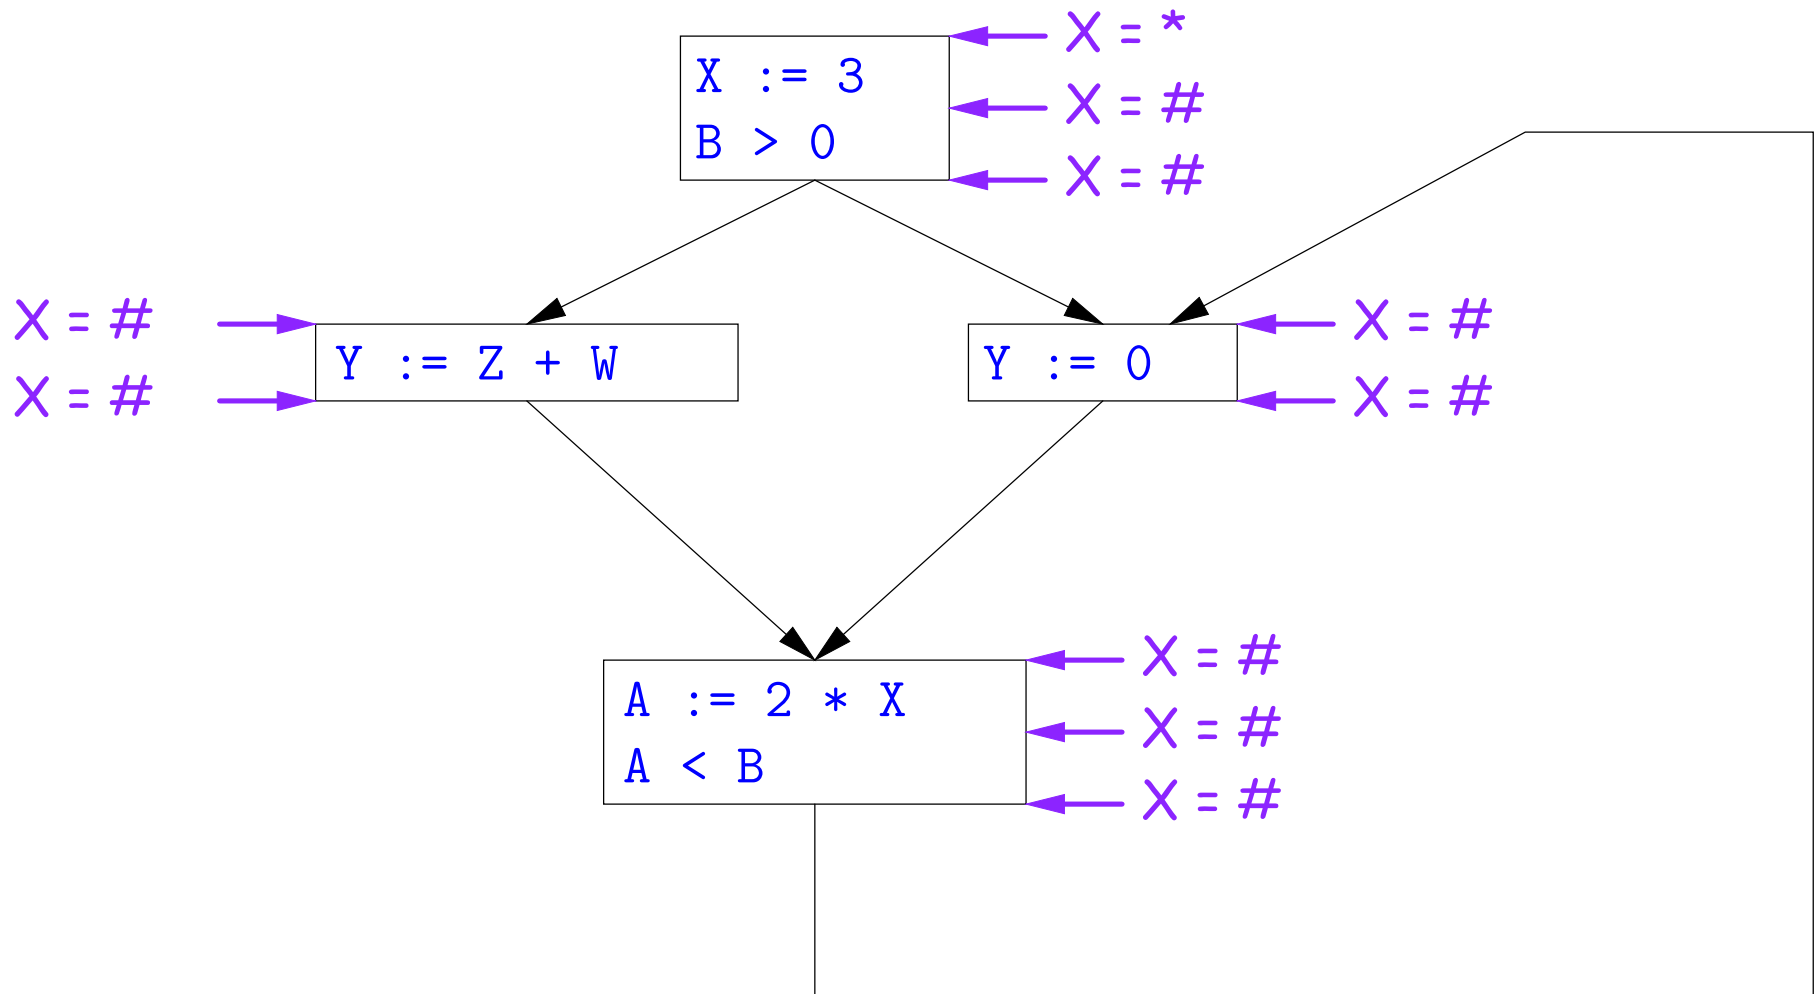 X = *
X := 3
X = #
B > 0
X = #
X = #
Y := Z + W
X = #
X = #
Y := 0
X = #
X = #
A := 2 * X
X = #
A < B
X = #